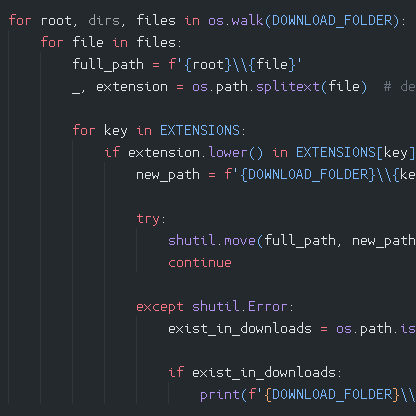 for root, dirs, files in os.walk(DOWNLOAD_FOLDER):
    for file in files:
        full_path = f'{root}\\{file}'
        _, extension = os.path.splitext(file)  # de
        for key in EXTENSIONS:
            if extension.lower() in EXTENSIONS[key]
                new_path = f'{DOWNLOAD_FOLDER}\\{ke
                try:
                    shutil.move(full_path, new_path
                    continue
                except shutil.Error:
                    exist_in_downloads = os.path.is
                    if exist_in_downloads:
                        print(f'{DOWNLOAD_FOLDER}\\